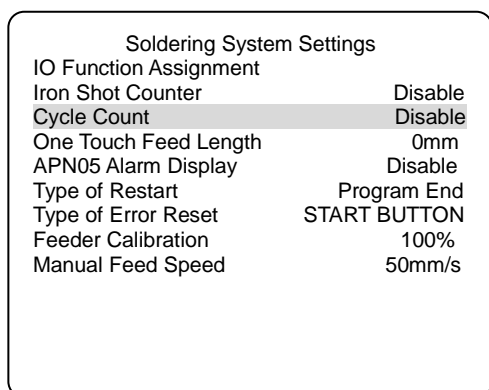 Soldering System Settings
IO Function Assignment
Iron Shot Counter Disable
Cycle Count Disable
One Touch Feed Length 0mm
APN05 Alarm Display Disable
Type of Restart Program End
Type of Error Reset START BUTTON
Feeder Calibration 100%
Manual Feed Speed 50mm/s